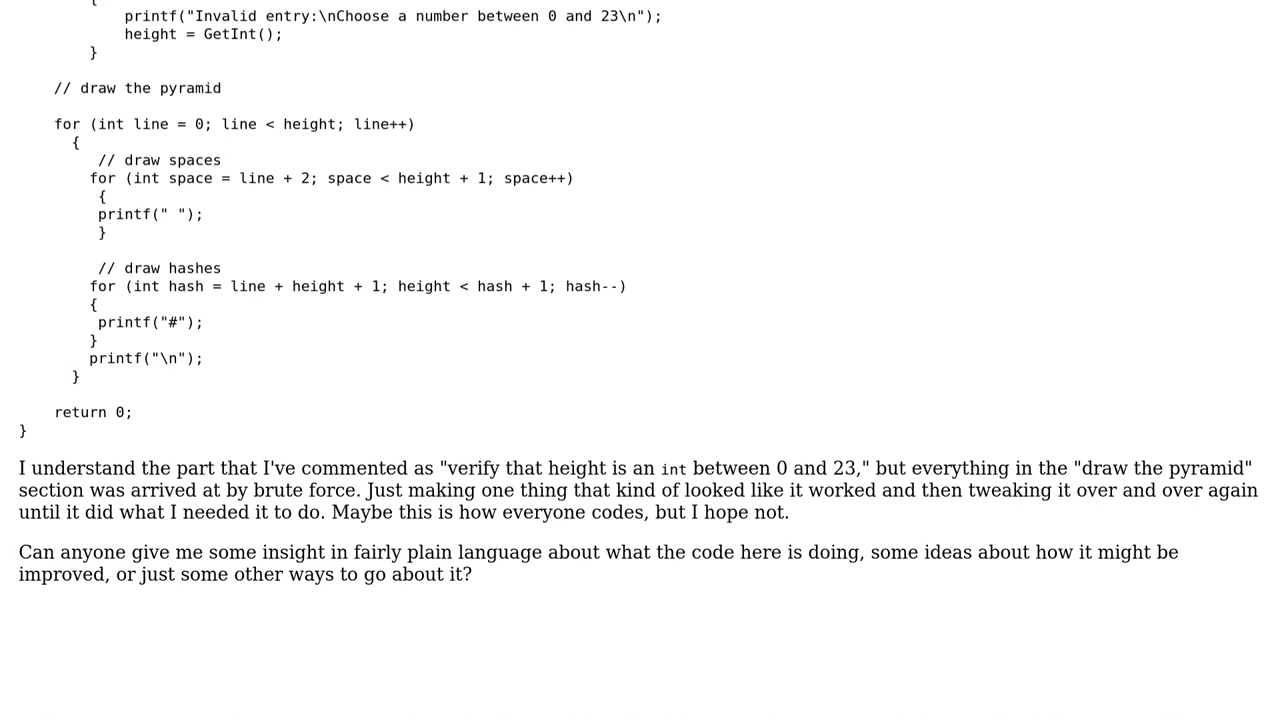 {
printf("Invalid entry:\nChoose a number between 0 and 23\n");
height = GetInt();
}
// draw the pyramid
for (int line = 0; line < height; line++)
{
// draw spaces
for (int space = line + 2; space < height + 1; space++)
{
printf(" ");
}
// draw hashes
for (int hash = line + height + 1; height < hash + 1; hash--)
{
printf("#");
}
printf("\n");
}
return 0;
}
I understand the part that I've commented as "verify that height is an int between 0 and 23," but everything in the "draw the pyramid"
section was arrived at by brute force. Just making one thing that kind of looked like it worked and then tweaking it over and over again
until it did what I needed it to do. Maybe this is how everyone codes, but I hope not.
Can anyone give me some insight in fairly plain language about what the code here is doing, some ideas about how it might be
improved, or just some other ways to go about it?